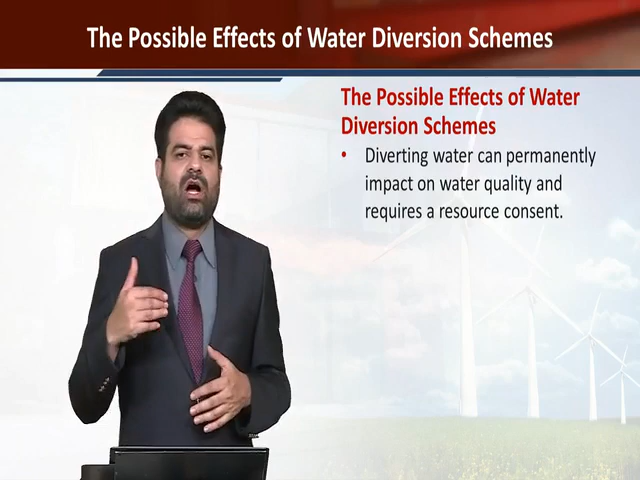 The Possible Effects of Water Diversion Schemes
The Possible Effects of Water
Diversion Schemes
• Diverting water can permanently
impact on water quality and
requires a resource consent.